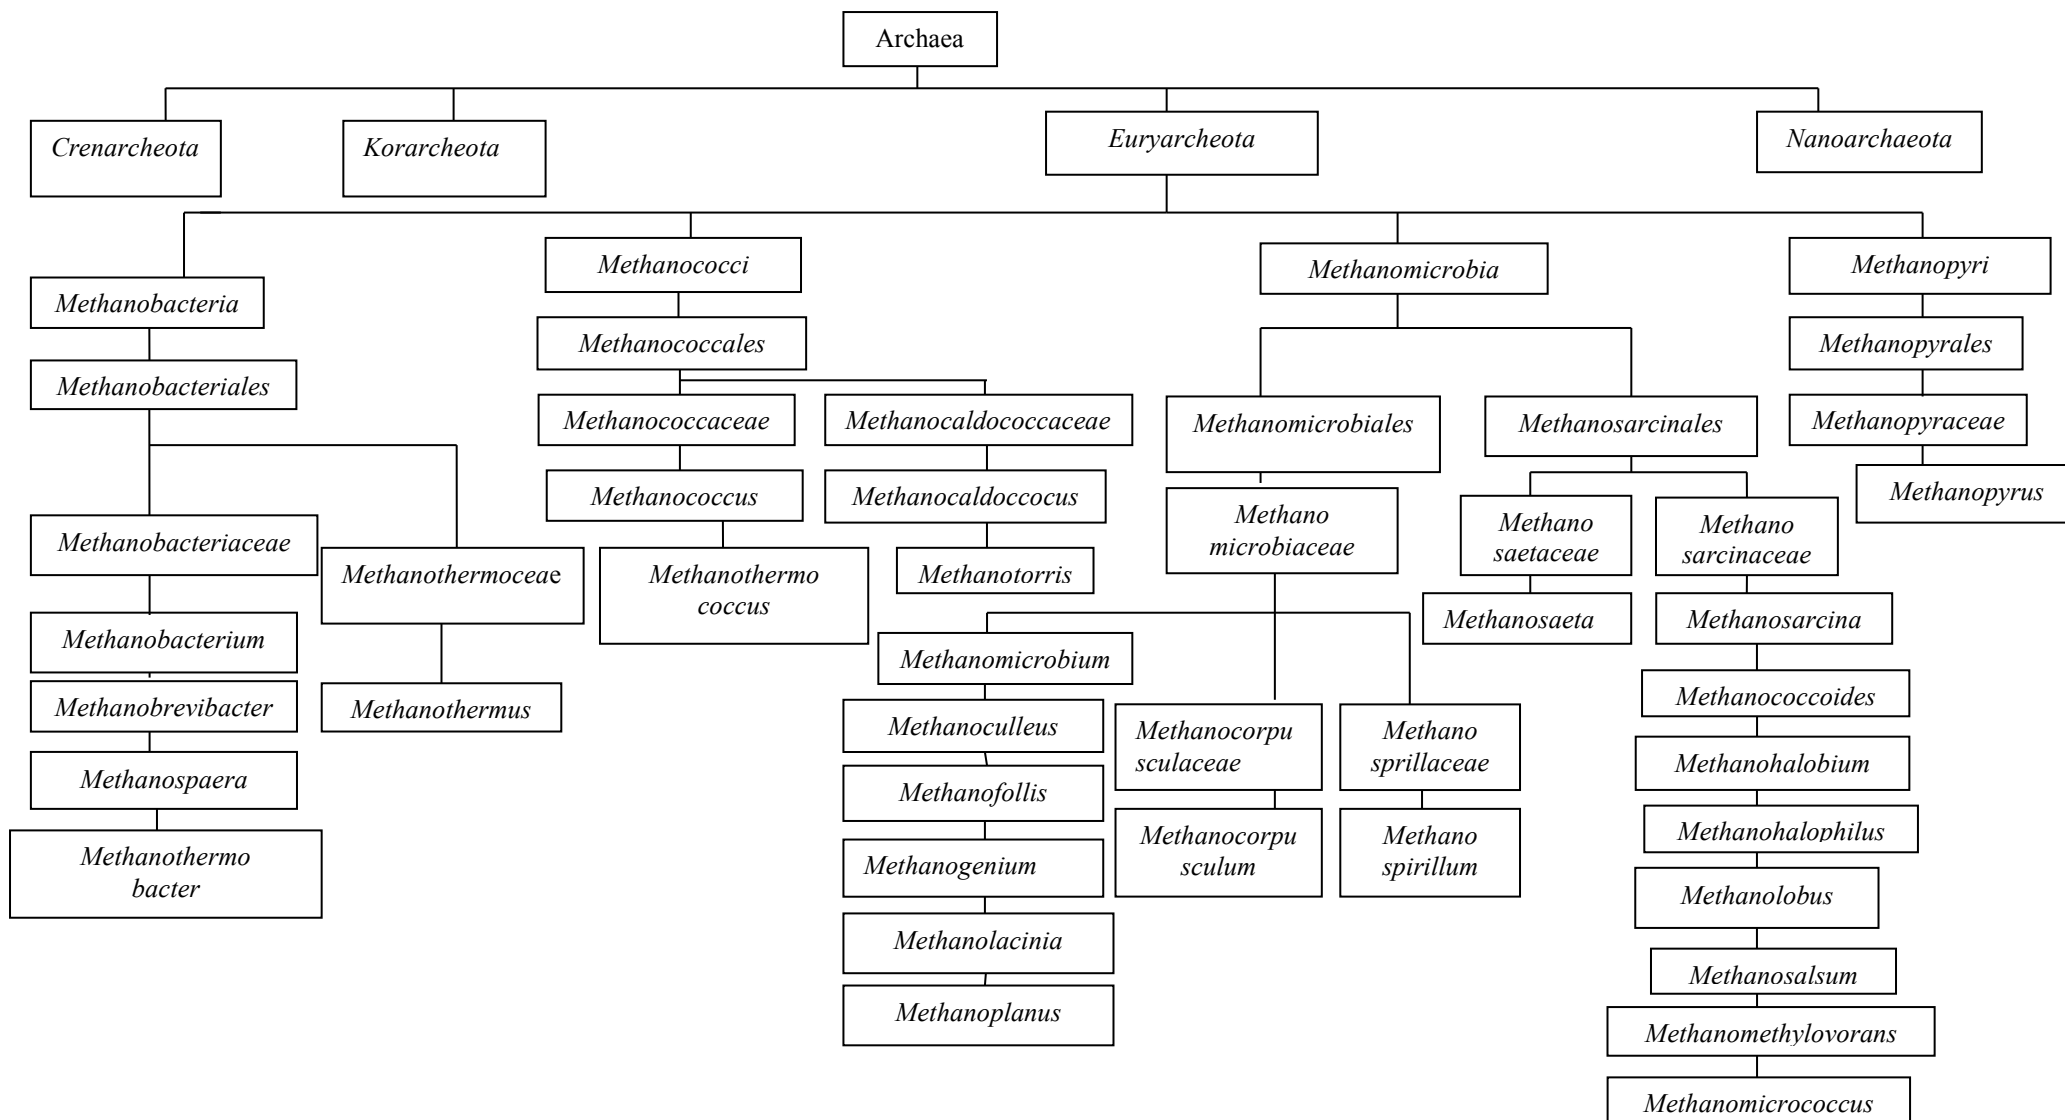 Archaea
Crenarcheota
Korarcheota
Euryarcheota
Nanoarchaeota
Methanobacteria
Methanococci
Methanomicrobia
Methanopyri
Methanobacteriales
Methanococcales
Methanopyrales
Methanococcaceae
Methanocaldococcaceae
Methanomicrobiales
Methanosarcinales
Methanopyraceae
Methanococcus
Methanocaldoccocus
Methanopyrus
Methanobacteriaceae
Methanothermoceae
Methanothermo
coccus
Methanotorris
Methano
microbiaceae
Methano
saetaceae
Methano
sarcinaceae
Methanosaeta
Methanosarcina
Methanobacterium
Methanobrevibacter
Methanospaera
Methanothermo
bacter
Methanothermus
Methanomicrobium
Methanoculleus
Methanofollis
Methanogenium
Methanolacinia
Methanoplanus
Methanocorpu
sculaceae
Methanocorpu
sculum
Methano
sprillaceae
Methano
spirillum
Methanococcoides
Methanohalobium
Methanohalophilus
Methanolobus
Methanosalsum
Methanomethylovorans
Methanomicrococcus